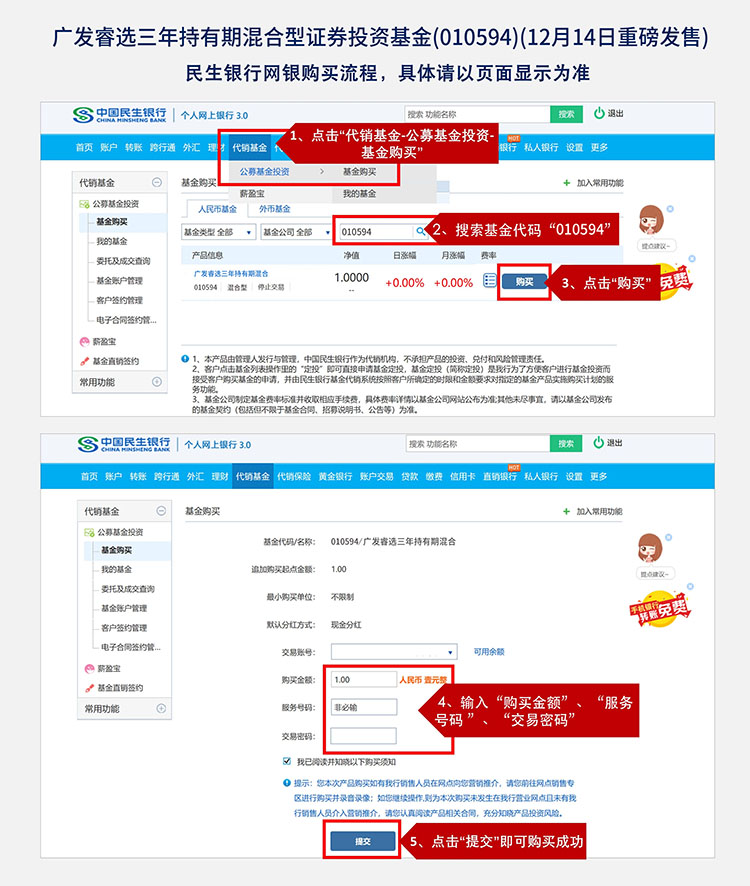 广发睿选三年持有期混合型证券投资基金(010594)(12月14日重磅发售)
民生银行网银购买流程，具体请以页面显示为准
中国民生银行
CHINA MINSHENG BANK
个人网上银行 3.0
搜索 功能名称
搜索
退出
首页 账户 转账 跨行通 外汇 理财 代销基金
HOT
银行 私人银行 设置 更多
1、点击“代销基金-公募基金投资-
基金购买”
公募基金投资 > 基金购买
薪盈宝 我的基金
代销基金
公募基金投资
基金购买
我的基金
委托及成交查询
基金账户管理
客户签约管理
电子合同签约管...
薪盈宝
基金直销签约
常用功能
基金购买
+ 加入常用功能
人民币基金 外币基金
基金类型 全部 基金公司 全部 010594
2、搜索基金代码“010594”
产品信息 净值 日涨幅 月涨幅 费率
广发睿选三年持有期混合
010594 混合型 停止交易
1.0000
--
+0.00% +0.00%
购买
3、点击“购买”
提点建议~
免费
1、本产品由管理人发行与管理，中国民生银行作为代销机构，不承担产品的投资、兑付和风险管理责任。
2、客户点击基金列表操作里的“定投”即可直接申请基金定投，基金定投（简称定投）是我行为了方便客户进行基金投资而
接受客户购买基金的申请，并由民生银行基金代销系统按照客户所确定的时限和金额要求对指定的基金产品实施购买计划的服
务功能。
3、基金公司制定基金费率标准并收取相应手续费，具体费率详情以基金公司网站公布为准;其他未尽事宜，请以基金公司发布
的基金契约（包括但不限于基金合同、招募说明书、公告等）为准。
中国民生银行
CHINA MINSHENG BANK
个人网上银行 3.0
搜索 功能名称
搜索
退出
首页 账户 转账 跨行通 外汇 理财 代销基金 代销保险 黄金银行 账户交易 贷款 缴费 信用卡 直销银行 私人银行 设置 更多
HOT
代销基金
公募基金投资
基金购买
我的基金
委托及成交查询
基金账户管理
客户签约管理
电子合同签约管...
薪盈宝
基金直销签约
常用功能
基金购买
+ 加入常用功能
基金代码/名称： 010594/广发睿选三年持有期混合
追加购买起点金额： 1.00
最小购买单位： 不限制
默认分红方式： 现金分红
交易账号：
可用余额
购买金额： 1.00 人民币 壹元整
服务号码： 非必输
交易密码：
4、输入“购买金额”、“服务
号码”、“交易密码”
提点建议~
手机银行
转账免费
我已阅读并知晓以下购买须知
提示：您本次产品购买如有我行销售人员在网点向您营销推介，请您前往网点销售专
区进行购买并录音录像；如您继续操作,则为本次购买未发生在我行营业网点且未有我
行销售人员介入营销推介，请您认真阅读产品相关合同，充分知晓产品投资风险。
提交
5、点击“提交”即可购买成功